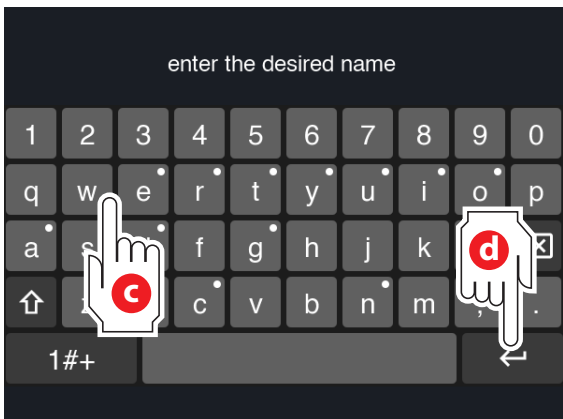 enter the desired name
1 2 3 4 5 6 7 8 9 0
q w e r t y u i o p
a s f g h j k d
z c c v b n m , .
1#+